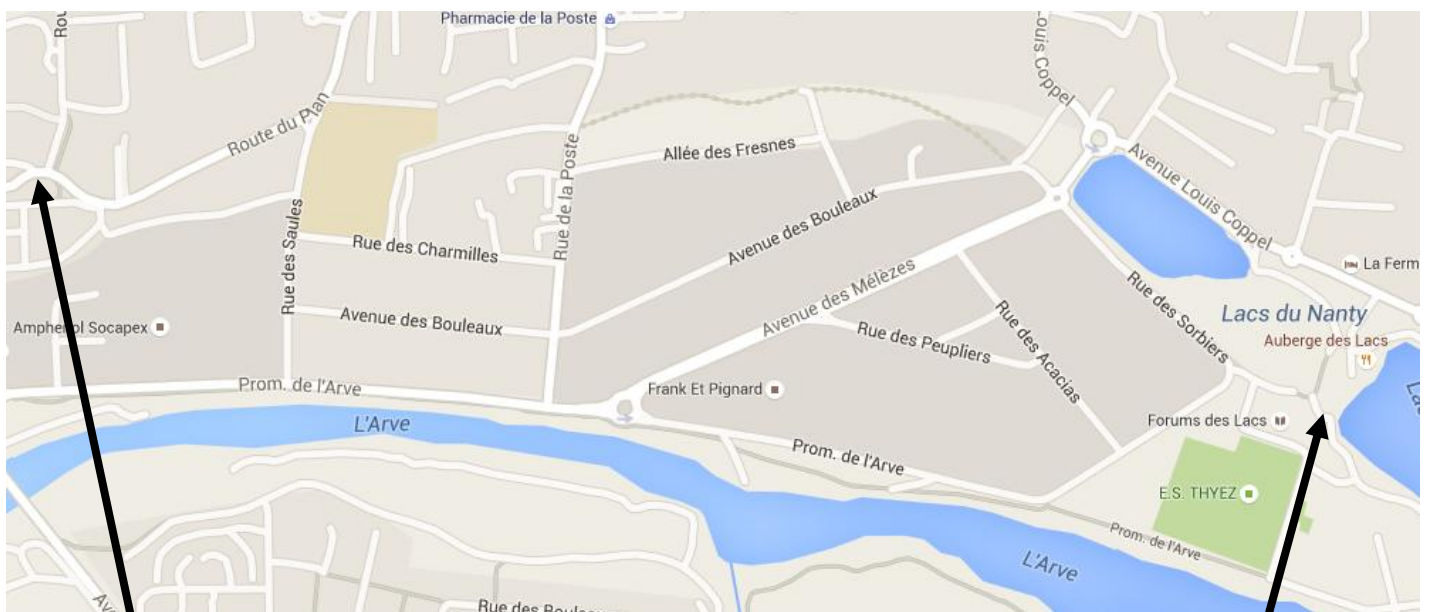 Pharmacie de la Poste
Louis Coppel
Route du Plan
Rue de la Poste
Allée des Fresnes
Avenue Louis Coppel
Avenue des Bouleaux
Rue des Saules
Rue des Charmilles
La Ferm
Avenue des Mélèzes
Rue des Sorbiers
Lacs du Nanty
Amphenol Socapex
Avenue des Bouleaux
Rue des Peupliers
Rue des Acacias
Auberge des Lacs
Prom. de l'Arve
Frank Et Pignard
L'Arve
Forums des Lacs
Prom. de l'Arve
E.S. THYEZ
Prom. de l'Arve
L'Arve